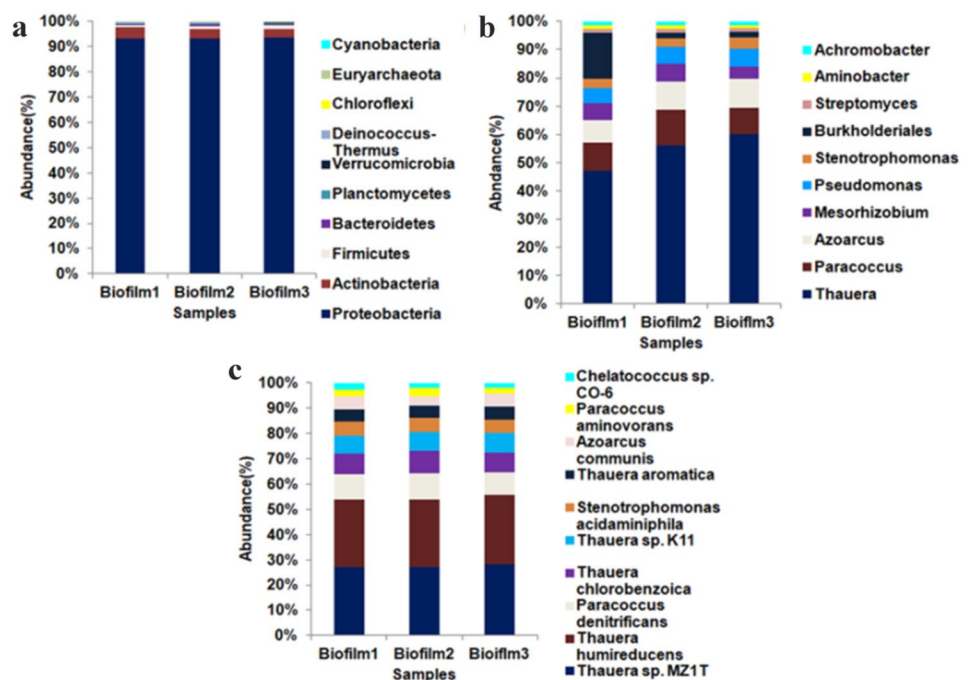 a
100%
90%
80%
70%
60%
50%
40%
30%
20%
10%
0%
Abundance(%)
Biofilm1 Biofilm2 Biofilm3
Samples
Cyanobacteria
Euryarchaeota
Chloroflexi
Deinococcus-
Thermus
Verrucomicrobia
Planctomycetes
Bacteroidetes
Firmicutes
Actinobacteria
Proteobacteria
b
100%
90%
80%
70%
60%
50%
40%
30%
20%
10%
0%
Abndance(%)
Bioiflm1 Biofilm2 Bioiflm3
Samples
Achromobacter
Aminobacter
Streptomyces
Burkholderiales
Stenotrophomonas
Pseudomonas
Mesorhizobium
Azoarcus
Paracoccus
Thauera
c
100%
90%
80%
70%
60%
50%
40%
30%
20%
10%
0%
Abundance(%)
Biofilm1 Biofilm2 Bioiflm3
Samples
Chelatococcus sp.
CO-6
Paracoccus
aminovorans
Azoarcus
communis
Thauera aromatica
Stenotrophomonas
acidaminiphila
Thauera sp. K11
Thauera
chlorobenzoica
Paracoccus
denitrificans
Thauera
humireducens
Thauera sp. MZ1T